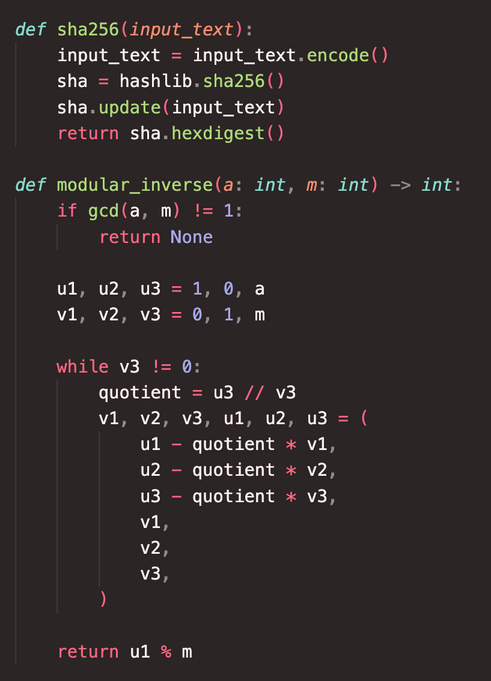 def sha256(input_text):
    input_text = input_text.encode()
    sha = hashlib.sha256()
    sha.update(input_text)
    return sha.hexdigest()

def modular_inverse(a: int, m: int) -> int:
    if gcd(a, m) != 1:
        return None

    u1, u2, u3 = 1, 0, a
    v1, v2, v3 = 0, 1, m

    while v3 != 0:
        quotient = u3 // v3
        v1, v2, v3, u1, u2, u3 = (
            u1 - quotient * v1,
            u2 - quotient * v2,
            u3 - quotient * v3,
            v1,
            v2,
            v3,
        )

    return u1 % m